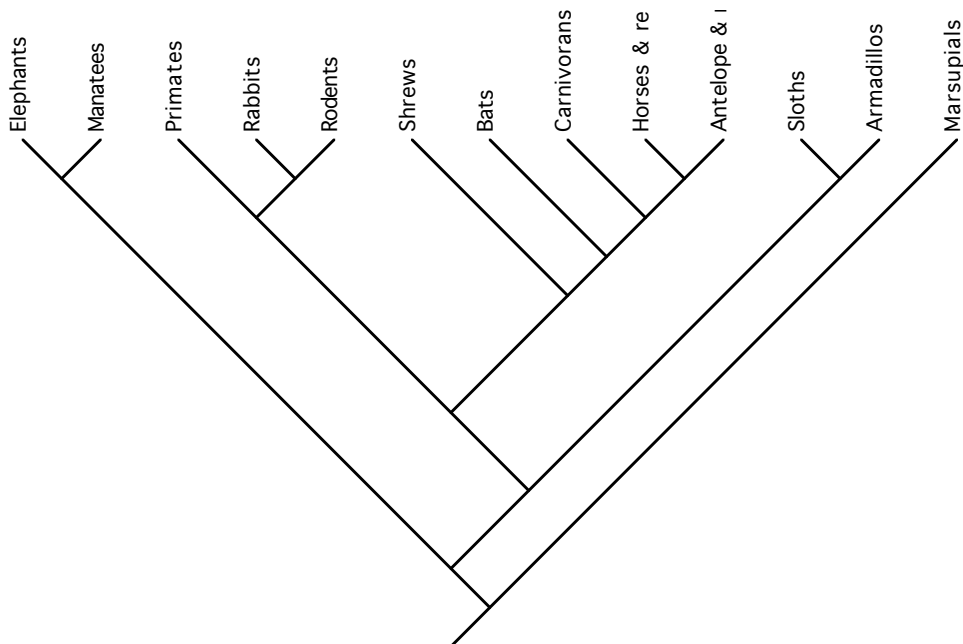 Elephants
Manatees
Primates
Rabbits
Rodents
Shrews
Bats
Carnivorans
Horses & re
Antelope &
Sloths
Armadillos
Marsupials